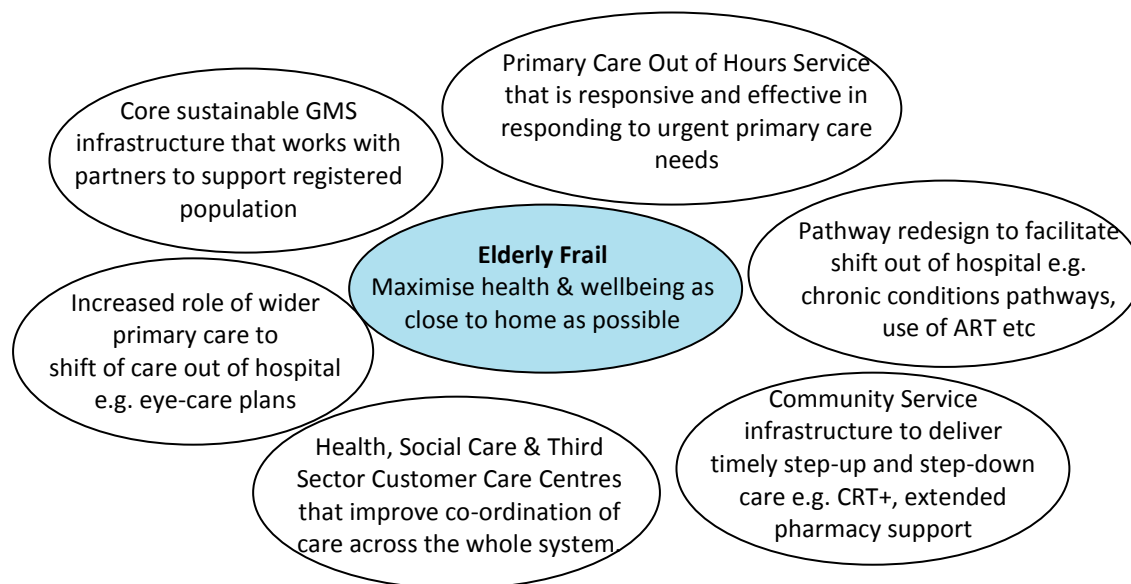 Primary Care Out of Hours Service
that is responsive and effective in
responding to urgent primary care
needs
Core sustainable GMS
infrastructure that works with
partners to support registered
population
Elderly Frail
Maximise health & wellbeing as
close to home as possible
Pathway redesign to facilitate
shift out of hospital e.g.
chronic conditions pathways,
use of ART etc
Increased role of wider
primary care to
shift of care out of hospital
e.g. eye-care plans
Community Service
infrastructure to deliver
timely step-up and step-down
care e.g. CRT+, extended
pharmacy support
Health, Social Care & Third
Sector Customer Care Centres
that improve co-ordination of
care across the whole system.